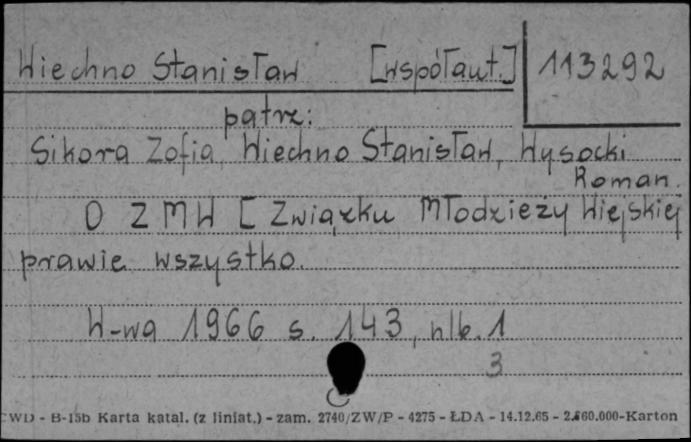 Wiechno Stanisław [współaut.] 113292
patrz:
Sikora Zofia, Wiechno Stanisław, Wysocki
Roman.
O ZMW [Związku Młodzieży Wiejskiej
prawie wszystko.
W-wa 1966 s. 143, nlb. 1
3
CWD - B-15b Karta katal. (z liniat.) - zam. 2740/ZW/P - 4275 - ŁDA - 14.12.65 - 2.860.000-Karton